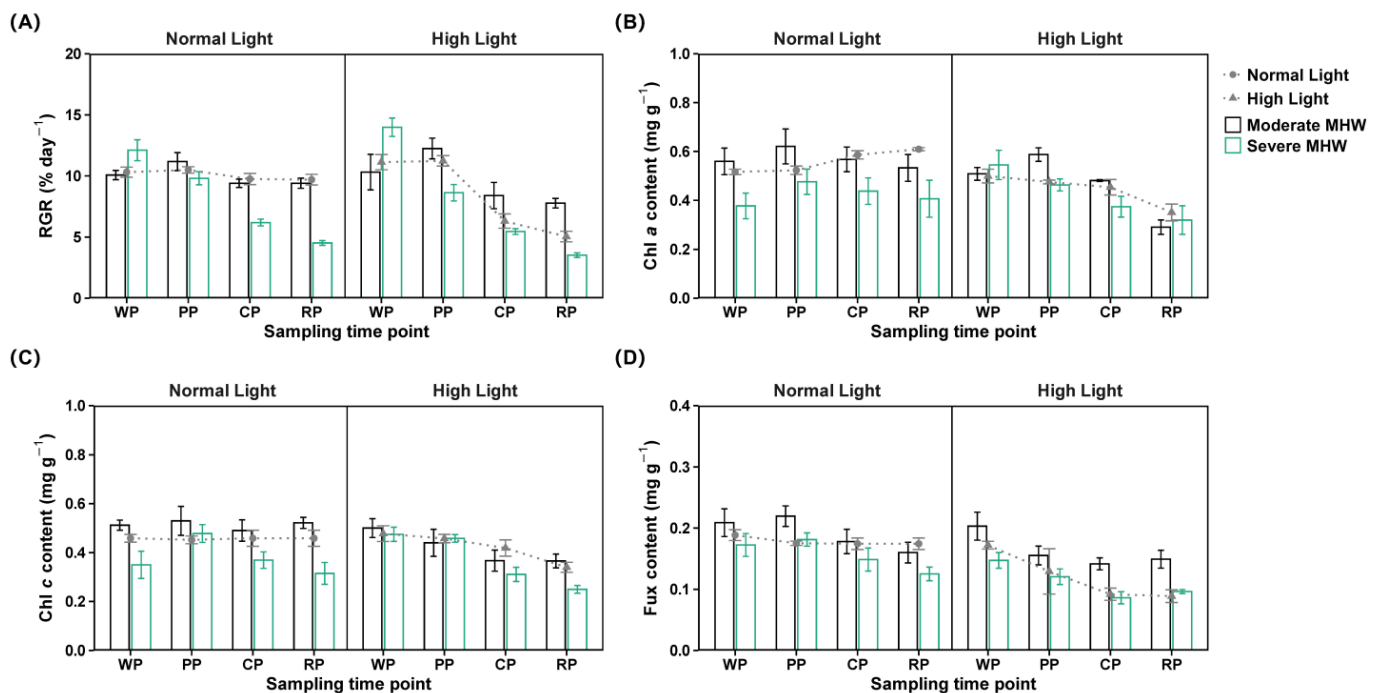 (A)
Normal Light
High Light
RGR (% day⁻¹)
20
15
10
5
0
WP PP CP RP WP PP CP RP
Sampling time point
(B)
Normal Light
High Light
Chl a content (mg g⁻¹)
1.0
0.8
0.6
0.4
0.2
0.0
WP PP CP RP WP PP CP RP
Sampling time point
Normal Light
High Light
Moderate MHW
Severe MHW
(C)
Normal Light
High Light
Chl c content (mg g⁻¹)
1.0
0.8
0.6
0.4
0.2
0.0
WP PP CP RP WP PP CP RP
Sampling time point
(D)
Normal Light
High Light
Fux content (mg g⁻¹)
0.4
0.3
0.2
0.1
0.0
WP PP CP RP WP PP CP RP
Sampling time point